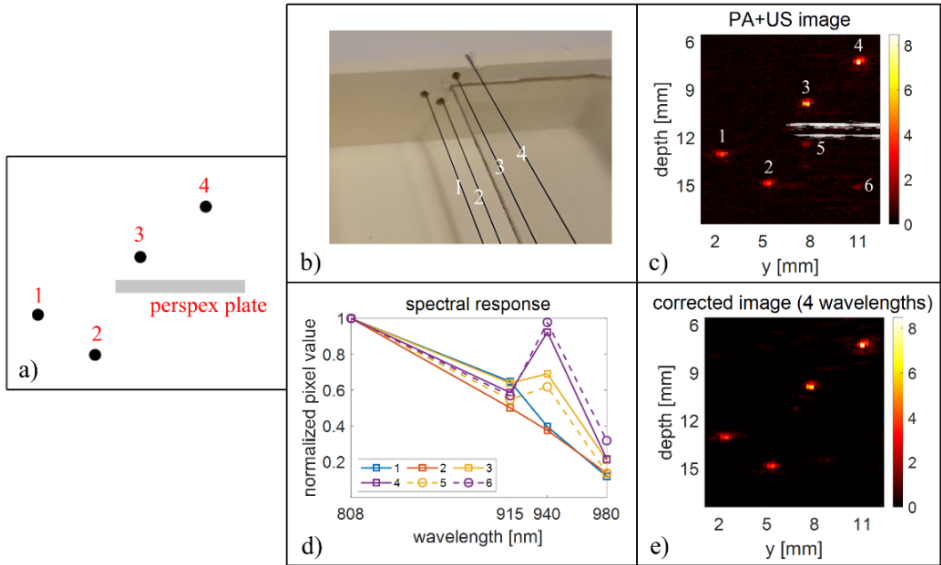 4
3
1
perspex plate
2
a)
1
2
3
4
b)
PA+US image
6
9
12
15
depth [mm]
1
2
3
4
5
6
8
6
4
2
0
2 5 8 11
y [mm]
c)
spectral response
1
0.8
0.6
0.4
0.2
normalized pixel value
1 2 3
4 5 6
808 915 940 980
wavelength [nm]
d)
corrected image (4 wavelengths)
6
9
12
15
depth [mm]
8
6
4
2
0
2 5 8 11
y [mm]
e)